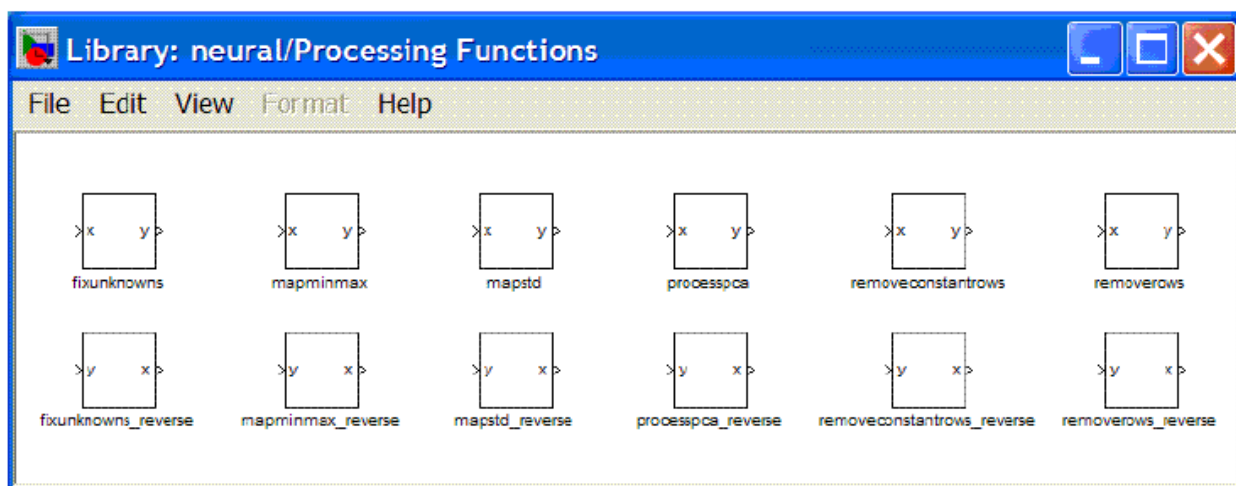 Library: neural/Processing Functions
File Edit View Format Help
x y x y x y x y x y x y
fixunknowns mapminmax mapstd processpca removeconstantrows removerows
y x y x y x y x y x y x
fixunknowns_reverse mapminmax_reverse mapstd_reverse processpca_reverse removeconstantrows_reverse removerows_reverse